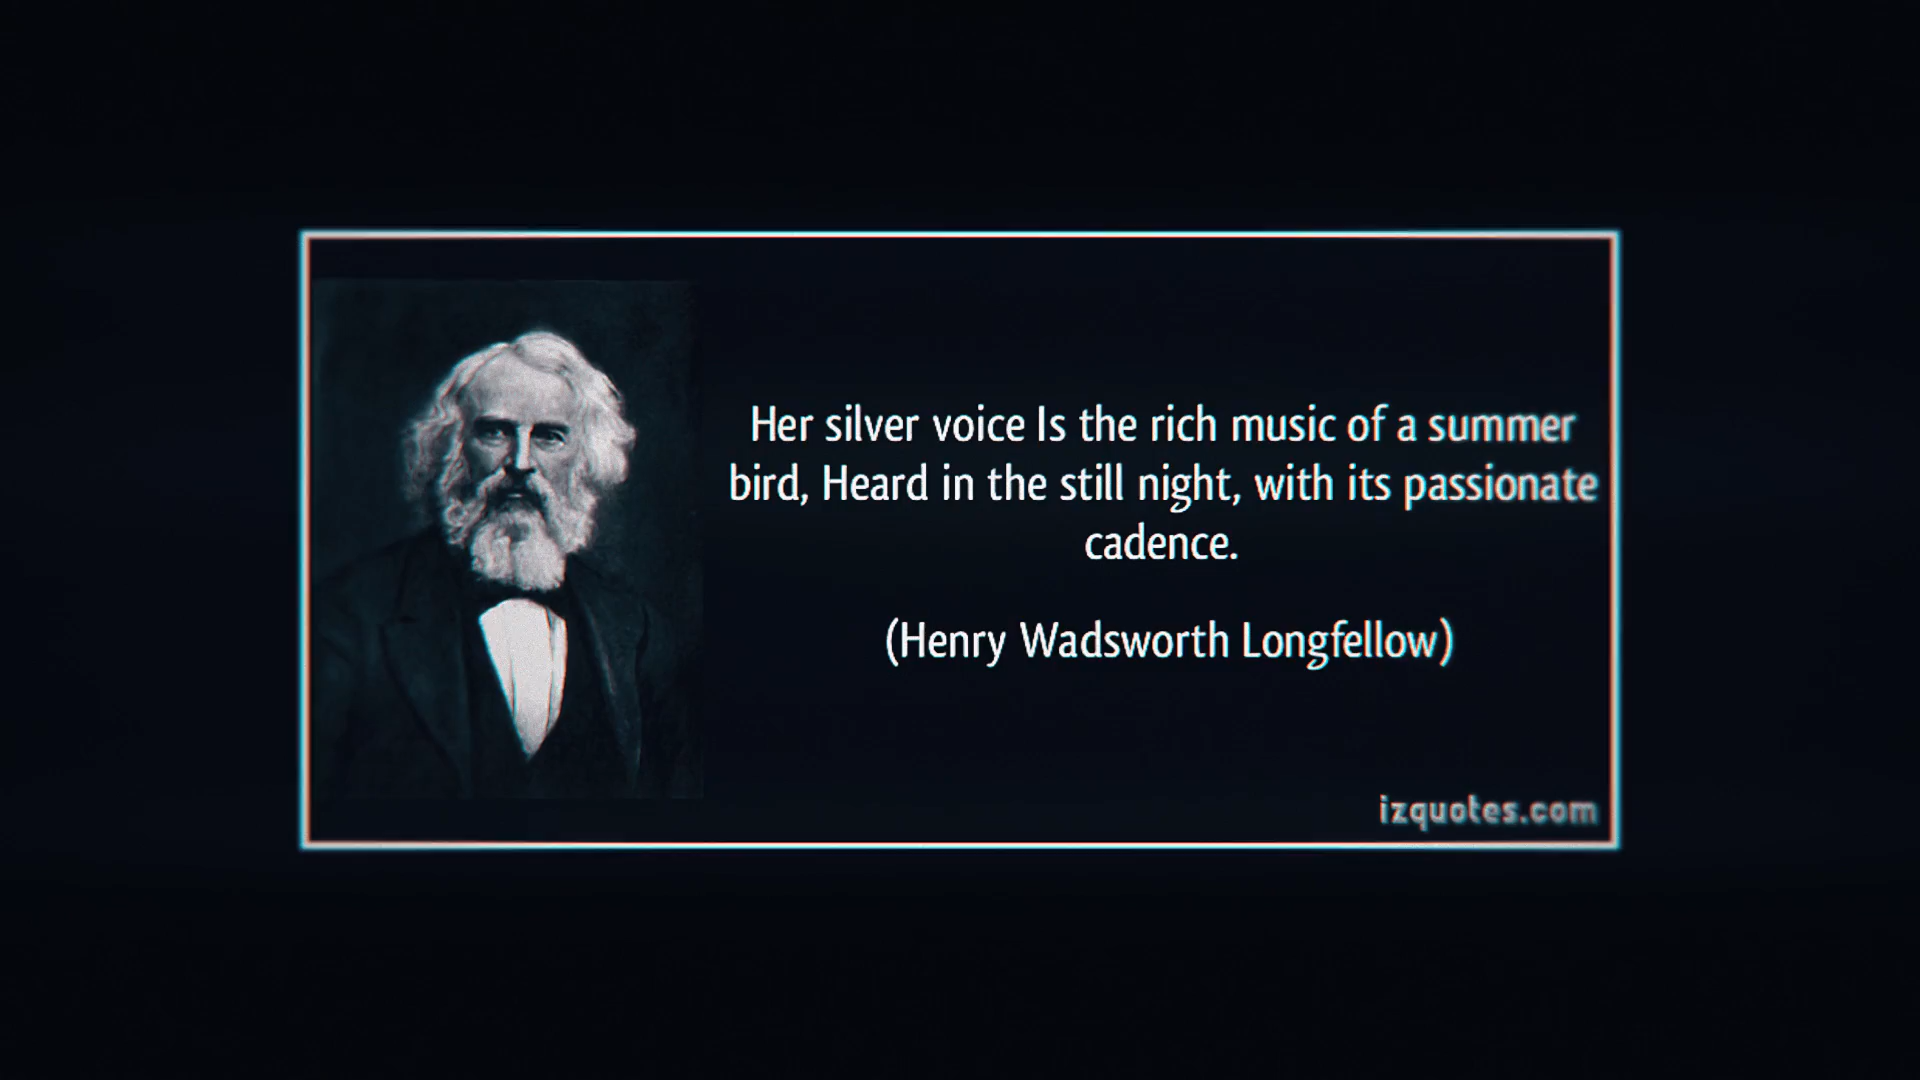 Her silver voice Is the rich music of a summer
bird, Heard in the still night, with its passionate
cadence.
(Henry Wadsworth Longfellow)
izquotes.com